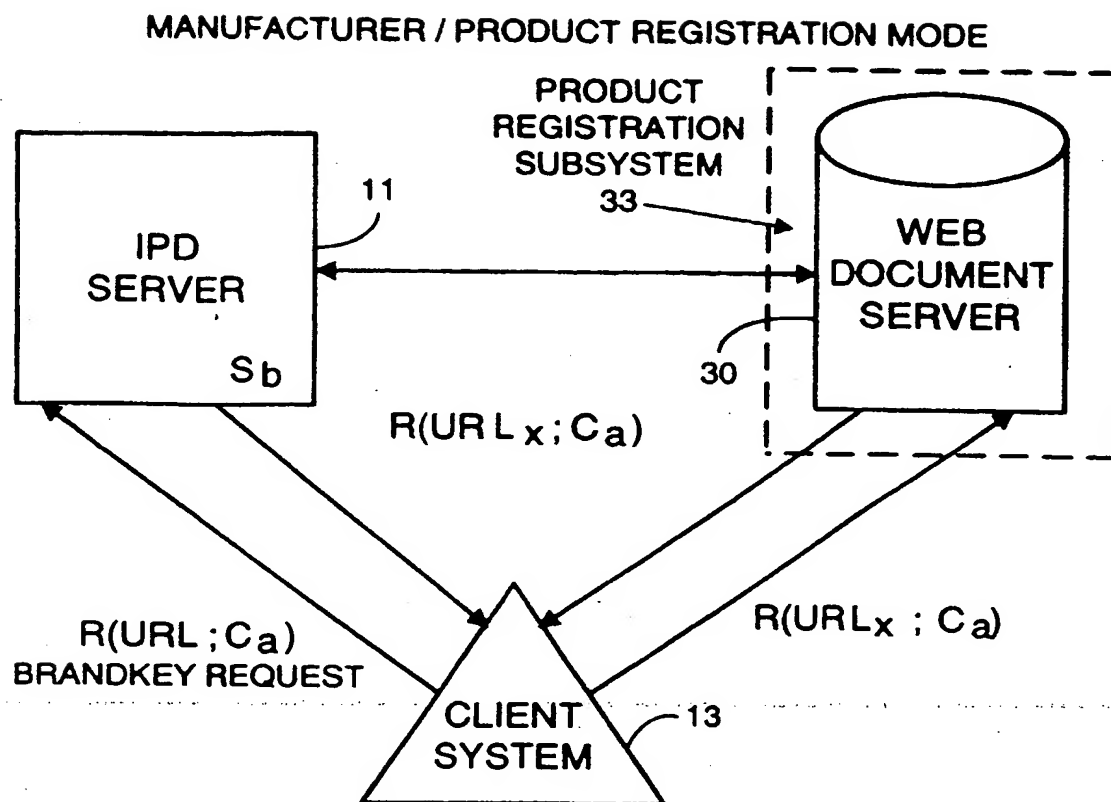 MANUFACTURER / PRODUCT REGISTRATION MODE
PRODUCT
REGISTRATION
SUBSYSTEM
33
11
IPD
SERVER
Sb
WEB
DOCUMENT
SERVER
30
R(URLx; Ca)
R(URL; Ca)
BRANDKEY REQUEST
R(URLx ; Ca)
CLIENT
SYSTEM
13